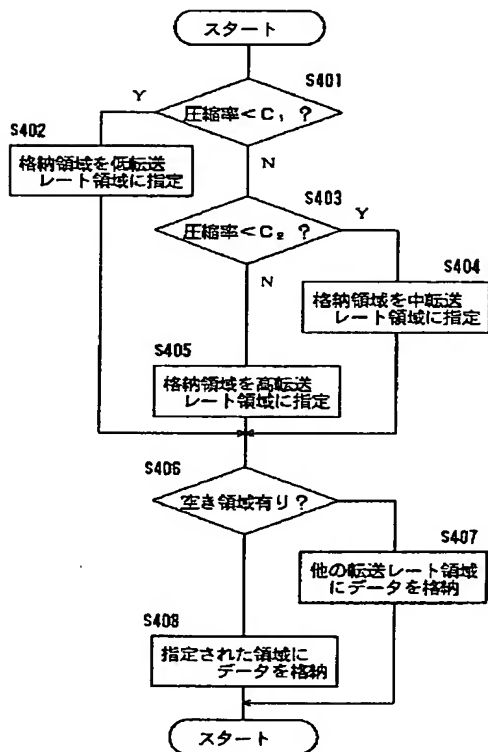 スタート
S401
Y
圧縮率<C₁ ?
S402
格納領域を低転送
レート領域に指定
N
S403
Y
圧縮率<C₂ ?
S404
N
格納領域を中転送
レート領域に指定
S405
格納領域を高転送
レート領域に指定
S406
空き領域有り?
S407
他の転送レート領域
にデータを格納
S408
指定された領域に
データを格納
スタート